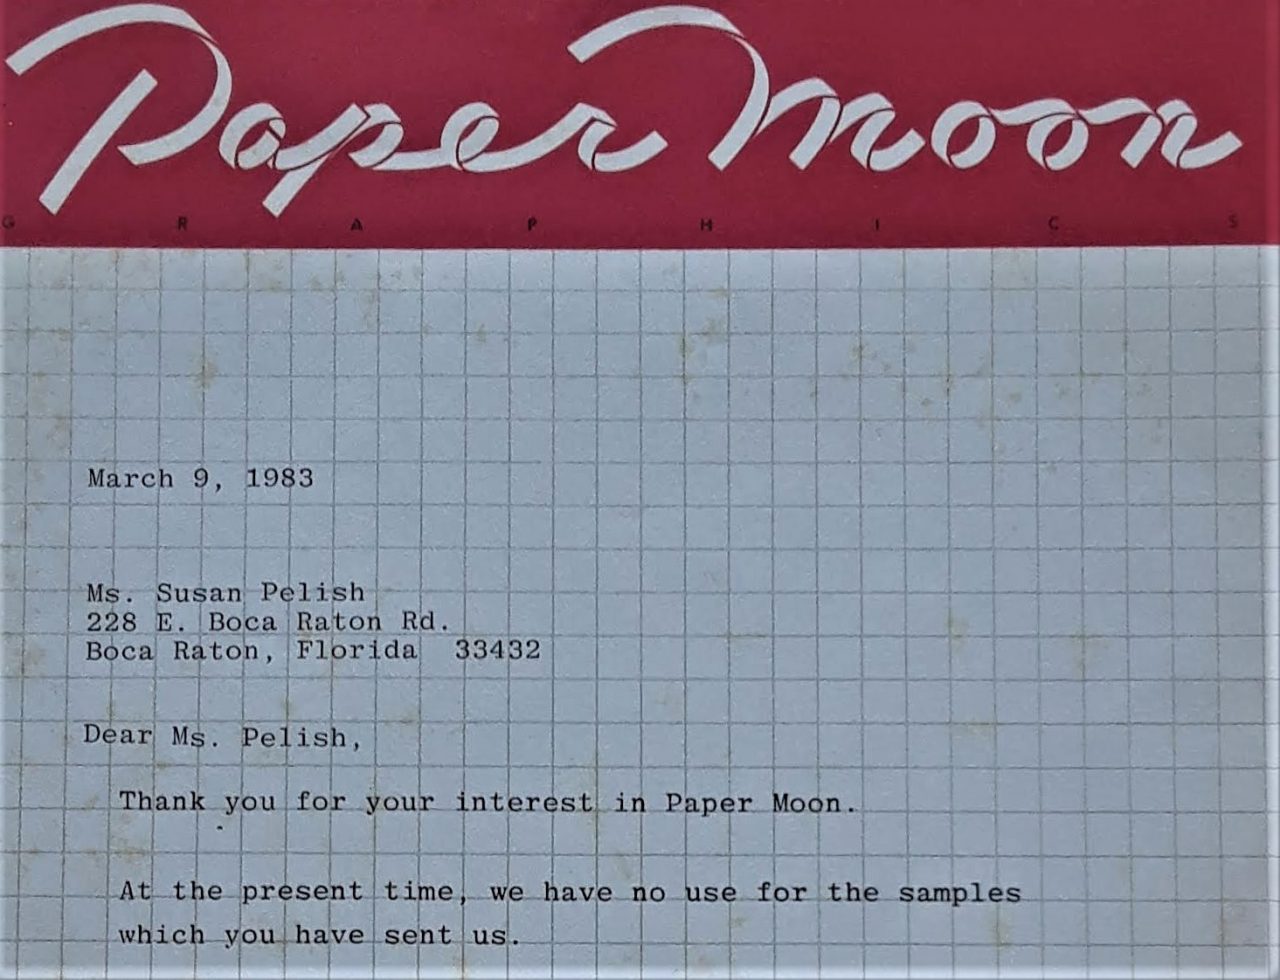 Paper Moon
GRAPHICS
March 9, 1983
Ms. Susan Pelish
228 E. Boca Raton Rd.
Boca Raton, Florida  33432
Dear Ms. Pelish,
Thank you for your interest in Paper Moon.
At the present time, we have no use for the samples
which you have sent us.